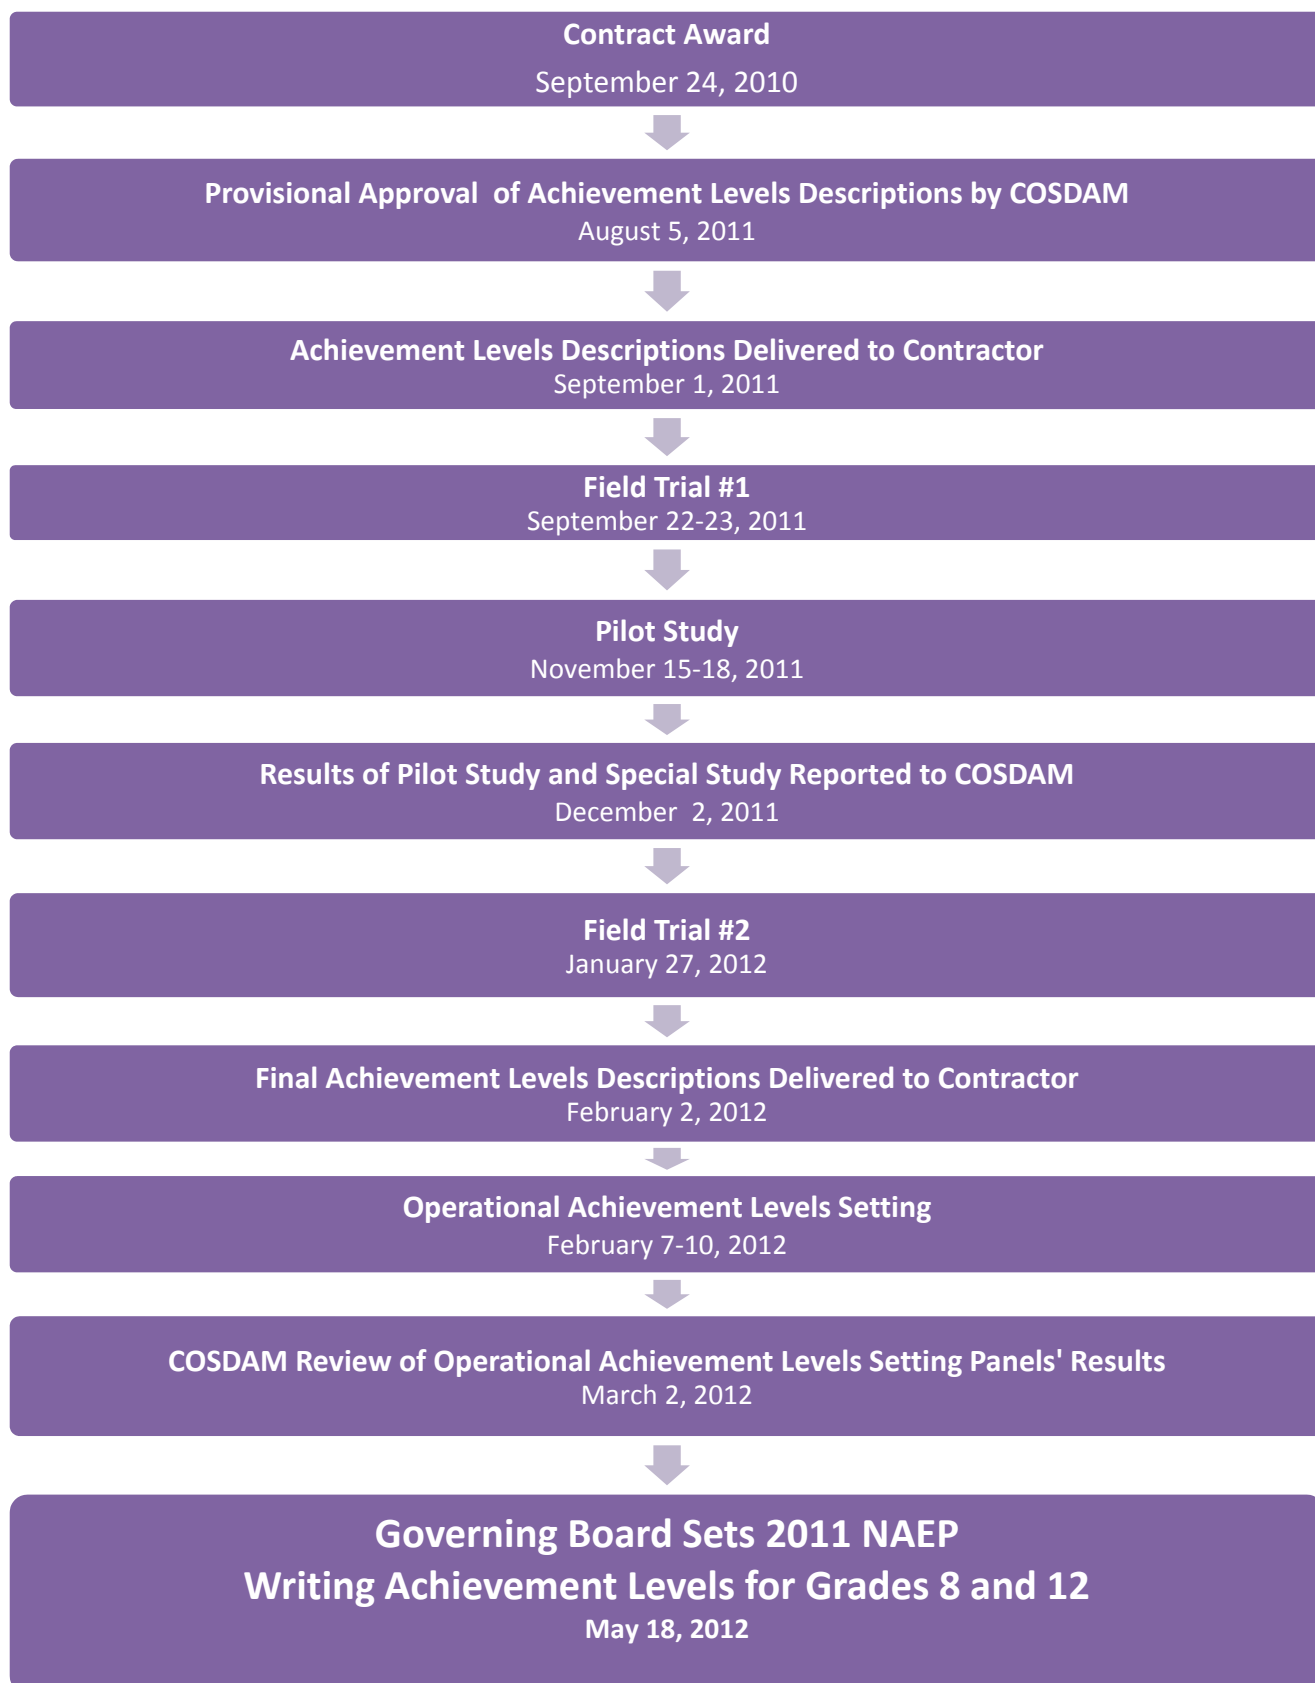 Contract Award
September 24, 2010
Provisional Approval of Achievement Levels Descriptions by COSDAM
August 5, 2011
Achievement Levels Descriptions Delivered to Contractor
September 1, 2011
Field Trial #1
September 22-23, 2011
Pilot Study
November 15-18, 2011
Results of Pilot Study and Special Study Reported to COSDAM
December 2, 2011
Field Trial #2
January 27, 2012
Final Achievement Levels Descriptions Delivered to Contractor
February 2, 2012
Operational Achievement Levels Setting
February 7-10, 2012
COSDAM Review of Operational Achievement Levels Setting Panels' Results
March 2, 2012
Governing Board Sets 2011 NAEP
Writing Achievement Levels for Grades 8 and 12
May 18, 2012